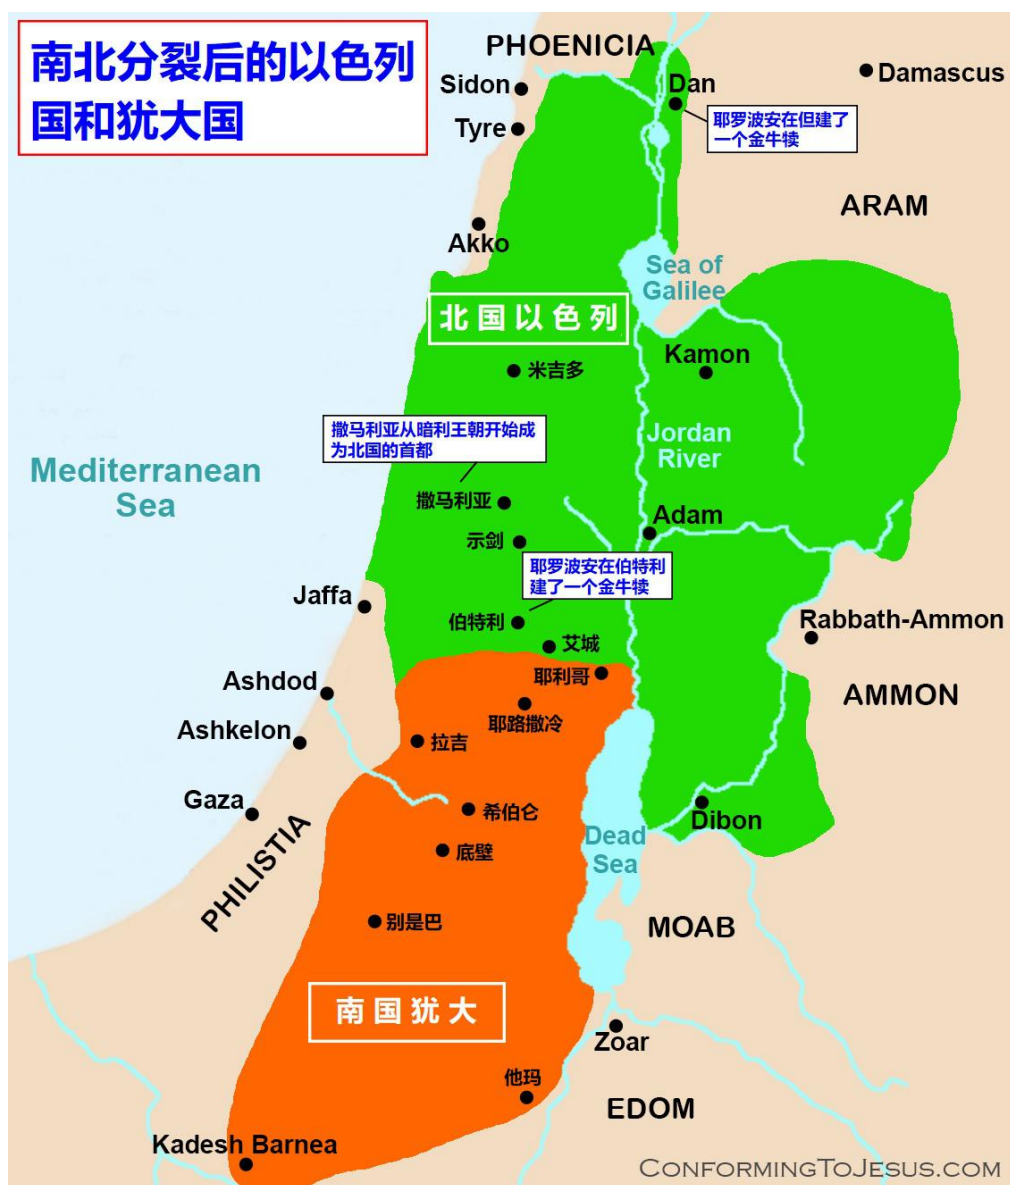 南北分裂后的以色列
国和犹大国
PHOENICIA
Sidon
Dan
Damascus
Tyre
耶罗波安在但建了
一个金牛犊
ARAM
Akko
Sea of
Galilee
北国以色列
Kamon
米吉多
撒马利亚从暗利王朝开始成
为北国的首都
Jordan
River
Mediterranean
Sea
撒马利亚
Adam
示剑
耶罗波安在伯特利
建了一个金牛犊
Jaffa
伯特利
Rabbath-Ammon
艾城
耶利哥
Ashdod
AMMON
耶路撒冷
Ashkelon
拉吉
Gaza
希伯仑
Dibon
PHILISTIA
Dead
Sea
底壁
别是巴
MOAB
南国犹大
Zoar
他玛
EDOM
Kadesh Barnea
CONFORMINGTOJESUS.COM